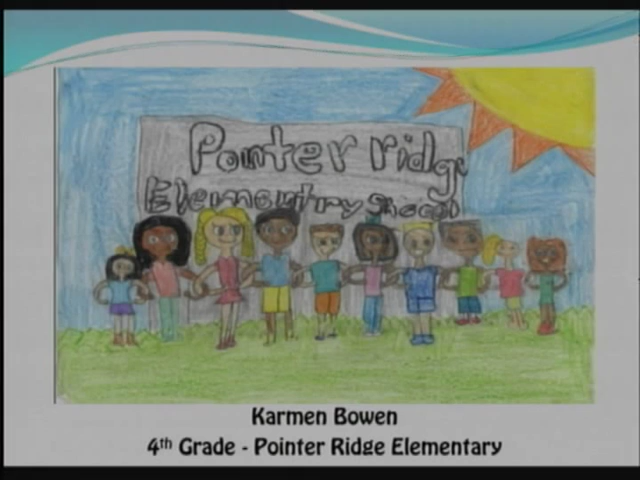 Pointer ridge
Elementry School
Karmen Bowen
4th Grade - Pointer Ridge Elementary